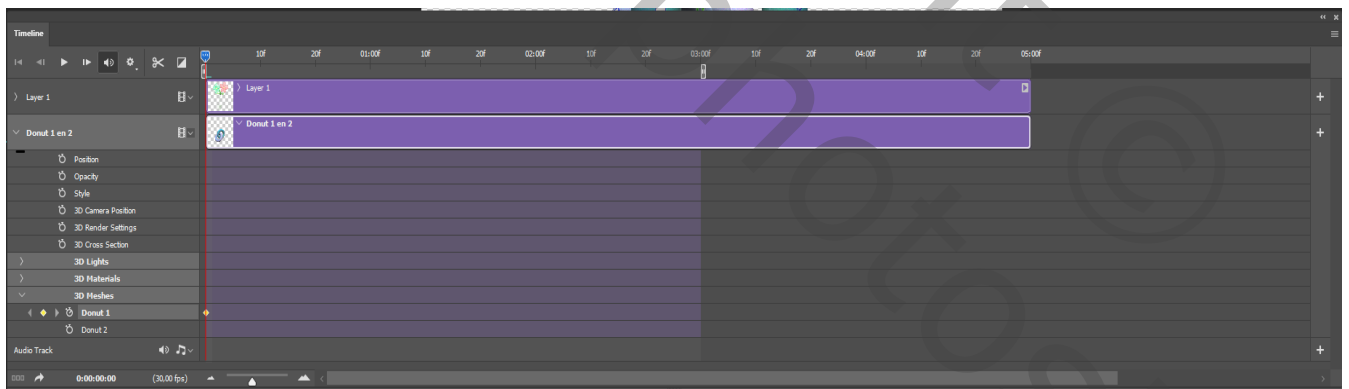 Timeline
10f 20f 01:00f 10f 20f 02:00f 10f 20f 03:00f 10f 20f 04:00f 10f 20f 05:00f
Layer 1 Layer 1
Donut 1 en 2 Donut 1 en 2
Position
Opacity
Style
3D Camera Position
3D Render Settings
3D Cross Section
3D Lights
3D Materials
3D Meshes
Donut 1
Donut 2
Audio Track
0:00:00:00 (30,00 fps)